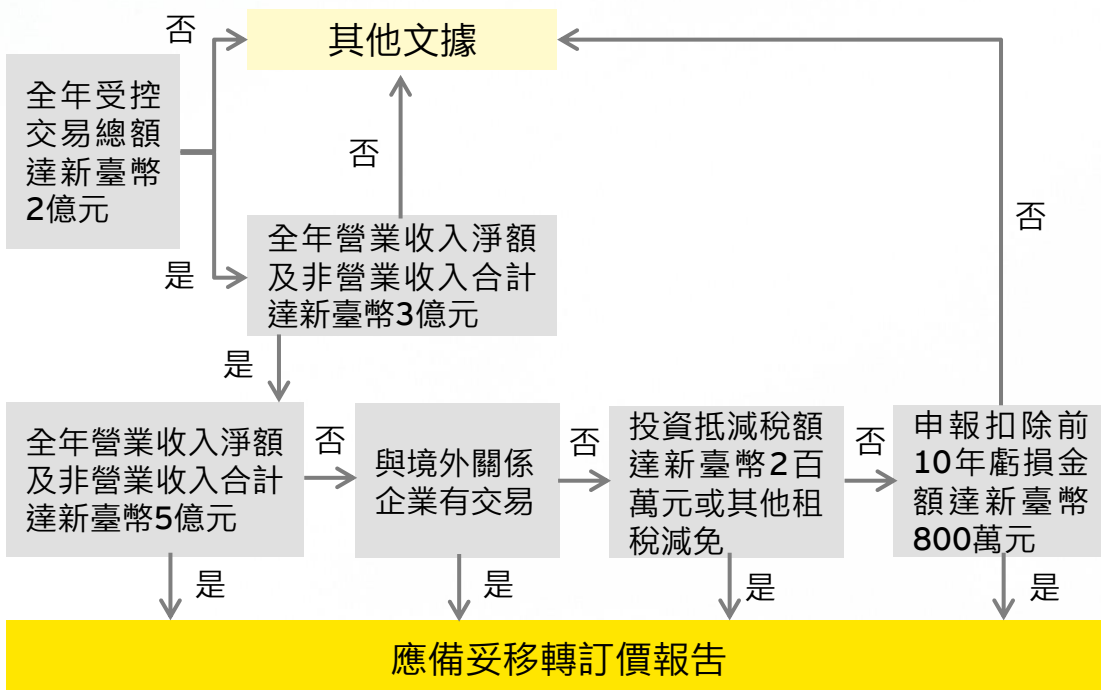 否
其他文據
全年受控
交易總額
達新臺幣
2億元
否
否
是
全年營業收入淨額
及非營業收入合計
達新臺幣3億元
是
全年營業收入淨額
及非營業收入合計
達新臺幣5億元
否
與境外關係
企業有交易
否
投資抵減稅額
達新臺幣2百
萬元或其他租
稅減免
否
申報扣除前
10年虧損金
額達新臺幣
800萬元
是
是
是
是
應備妥移轉訂價報告